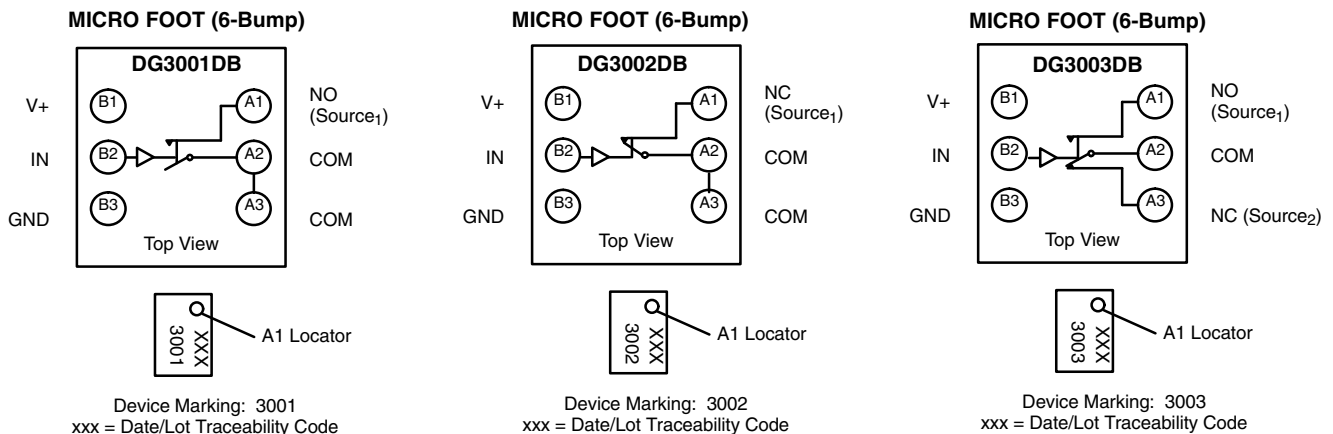 MICRO FOOT (6-Bump)
DG3001DB
V+
B1
A1
NO
(Source1)
IN
B2
A2
COM
GND
B3
A3
COM
Top View
3001
XXX
A1 Locator
Device Marking: 3001
xxx = Date/Lot Traceability Code
MICRO FOOT (6-Bump)
DG3002DB
V+
B1
A1
NC
(Source1)
IN
B2
A2
COM
GND
B3
A3
COM
Top View
3002
XXX
A1 Locator
Device Marking: 3002
xxx = Date/Lot Traceability Code
MICRO FOOT (6-Bump)
DG3003DB
V+
B1
A1
NO
(Source1)
IN
B2
A2
COM
GND
B3
A3
NC (Source2)
Top View
3003
XXX
A1 Locator
Device Marking: 3003
xxx = Date/Lot Traceability Code